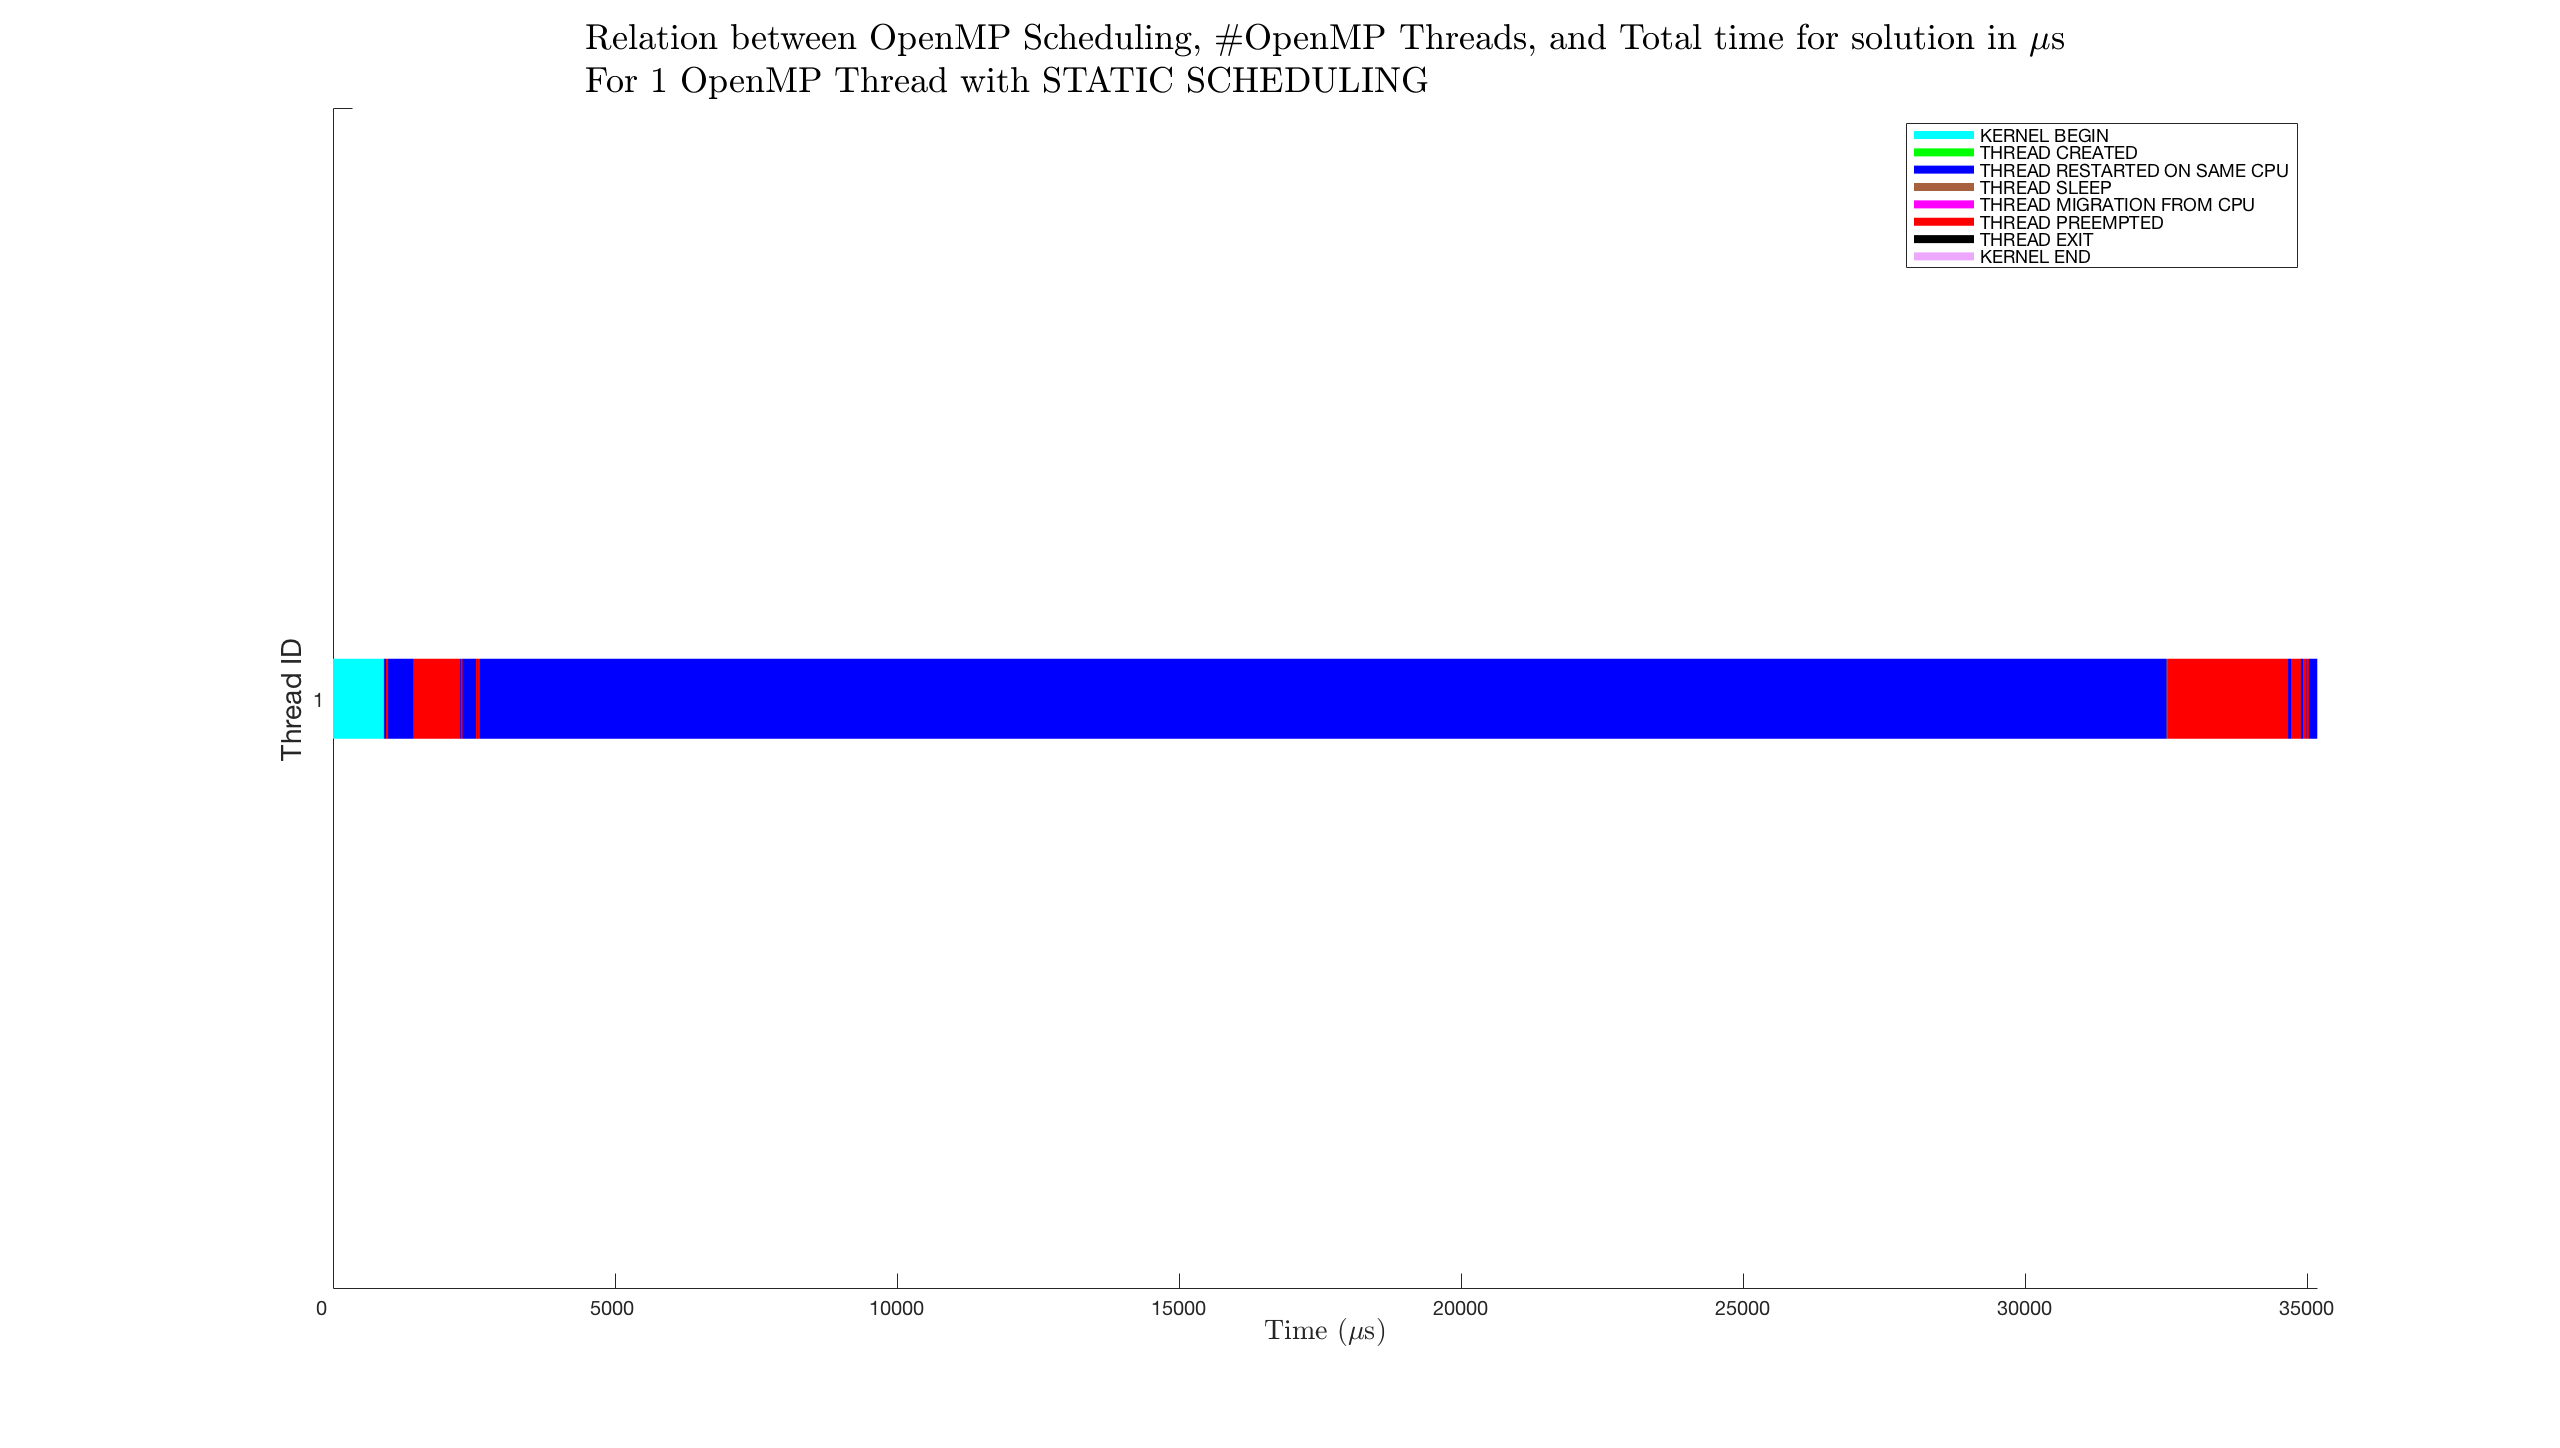 Relation between OpenMP Scheduling, #OpenMP Threads, and Total time for solution in μs
For 1 OpenMP Thread with STATIC SCHEDULING
KERNEL BEGIN
THREAD CREATED
THREAD RESTARTED ON SAME CPU
THREAD SLEEP
THREAD MIGRATION FROM CPU
THREAD PREEMPTED
THREAD EXIT
KERNEL END
Thread ID
1
0 5000 10000 15000 20000 25000 30000 35000
Time (μs)